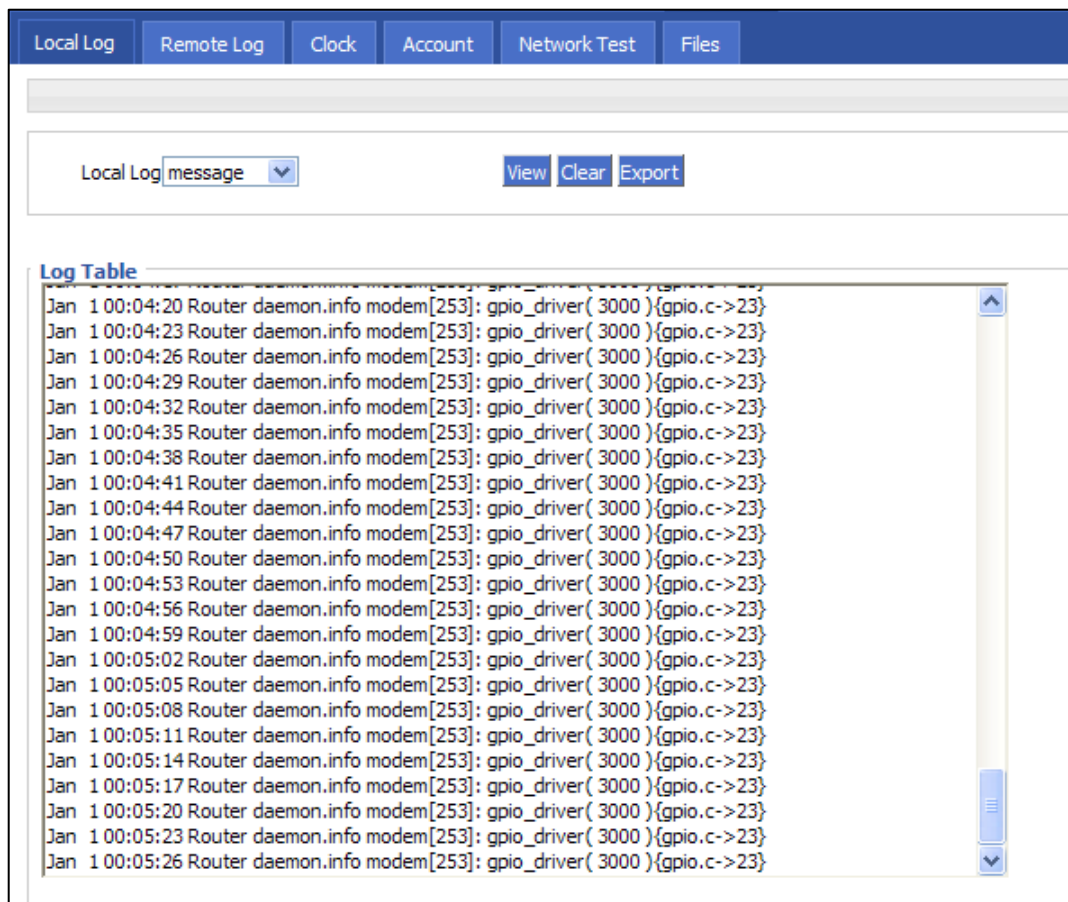 Local Log Remote Log Clock Account Network Test Files
Local Log message View Clear Export
Log Table
Jan 1 00:04:20 Router daemon.info modem[253]: gpio_driver( 3000 ){gpio.c->23}
Jan 1 00:04:23 Router daemon.info modem[253]: gpio_driver( 3000 ){gpio.c->23}
Jan 1 00:04:26 Router daemon.info modem[253]: gpio_driver( 3000 ){gpio.c->23}
Jan 1 00:04:29 Router daemon.info modem[253]: gpio_driver( 3000 ){gpio.c->23}
Jan 1 00:04:32 Router daemon.info modem[253]: gpio_driver( 3000 ){gpio.c->23}
Jan 1 00:04:35 Router daemon.info modem[253]: gpio_driver( 3000 ){gpio.c->23}
Jan 1 00:04:38 Router daemon.info modem[253]: gpio_driver( 3000 ){gpio.c->23}
Jan 1 00:04:41 Router daemon.info modem[253]: gpio_driver( 3000 ){gpio.c->23}
Jan 1 00:04:44 Router daemon.info modem[253]: gpio_driver( 3000 ){gpio.c->23}
Jan 1 00:04:47 Router daemon.info modem[253]: gpio_driver( 3000 ){gpio.c->23}
Jan 1 00:04:50 Router daemon.info modem[253]: gpio_driver( 3000 ){gpio.c->23}
Jan 1 00:04:53 Router daemon.info modem[253]: gpio_driver( 3000 ){gpio.c->23}
Jan 1 00:04:56 Router daemon.info modem[253]: gpio_driver( 3000 ){gpio.c->23}
Jan 1 00:04:59 Router daemon.info modem[253]: gpio_driver( 3000 ){gpio.c->23}
Jan 1 00:05:02 Router daemon.info modem[253]: gpio_driver( 3000 ){gpio.c->23}
Jan 1 00:05:05 Router daemon.info modem[253]: gpio_driver( 3000 ){gpio.c->23}
Jan 1 00:05:08 Router daemon.info modem[253]: gpio_driver( 3000 ){gpio.c->23}
Jan 1 00:05:11 Router daemon.info modem[253]: gpio_driver( 3000 ){gpio.c->23}
Jan 1 00:05:14 Router daemon.info modem[253]: gpio_driver( 3000 ){gpio.c->23}
Jan 1 00:05:17 Router daemon.info modem[253]: gpio_driver( 3000 ){gpio.c->23}
Jan 1 00:05:20 Router daemon.info modem[253]: gpio_driver( 3000 ){gpio.c->23}
Jan 1 00:05:23 Router daemon.info modem[253]: gpio_driver( 3000 ){gpio.c->23}
Jan 1 00:05:26 Router daemon.info modem[253]: gpio_driver( 3000 ){gpio.c->23}